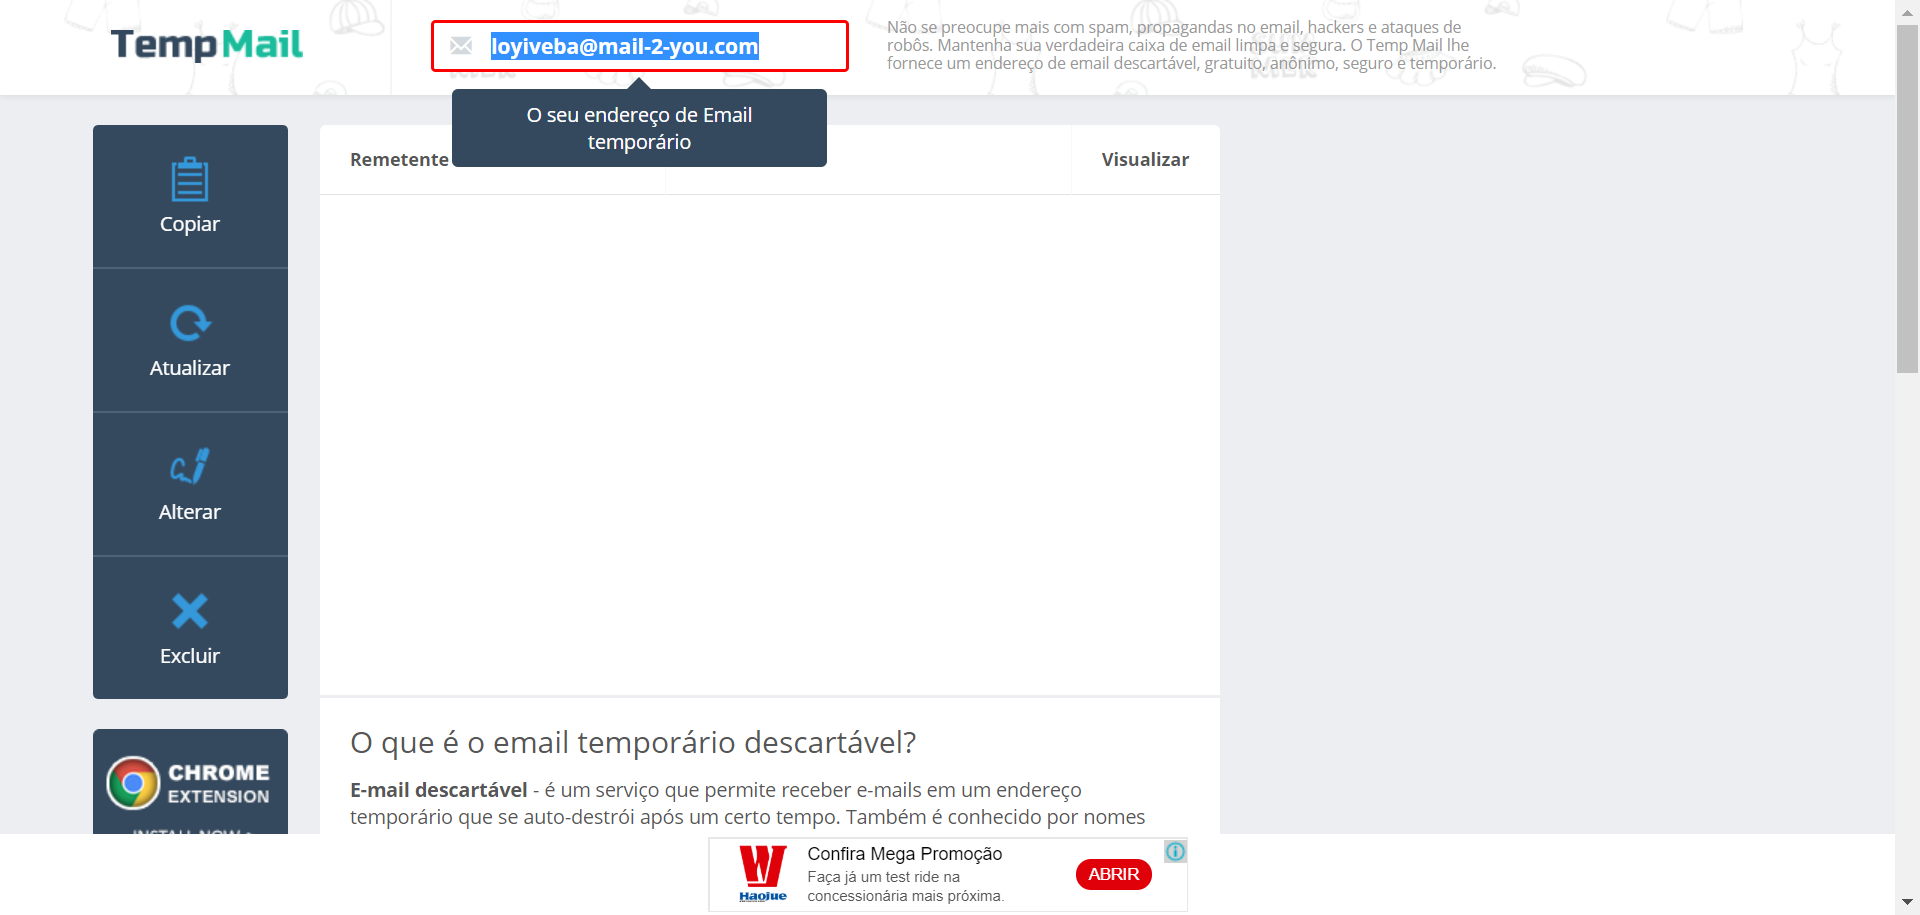 TempMail
loyiveba@mail-2-you.com
Não se preocupe mais com spam, propagandas no email, hackers e ataques de
robôs. Mantenha sua verdadeira caixa de email limpa e segura. O Temp Mail lhe
fornece um endereço de email descartável, gratuito, anônimo, seguro e temporário.
O seu endereço de Email
temporário
Remetente
Visualizar
Copiar
Atualizar
Alterar
Excluir
CHROME
EXTENSION
INSTALL NOW
O que é o email temporário descartável?
E-mail descartável - é um serviço que permite receber e-mails em um endereço
temporário que se auto-destrói após um certo tempo. Também é conhecido por nomes
Haojue
Confira Mega Promoção
Faça já um test ride na
concessionária mais próxima.
ABRIR